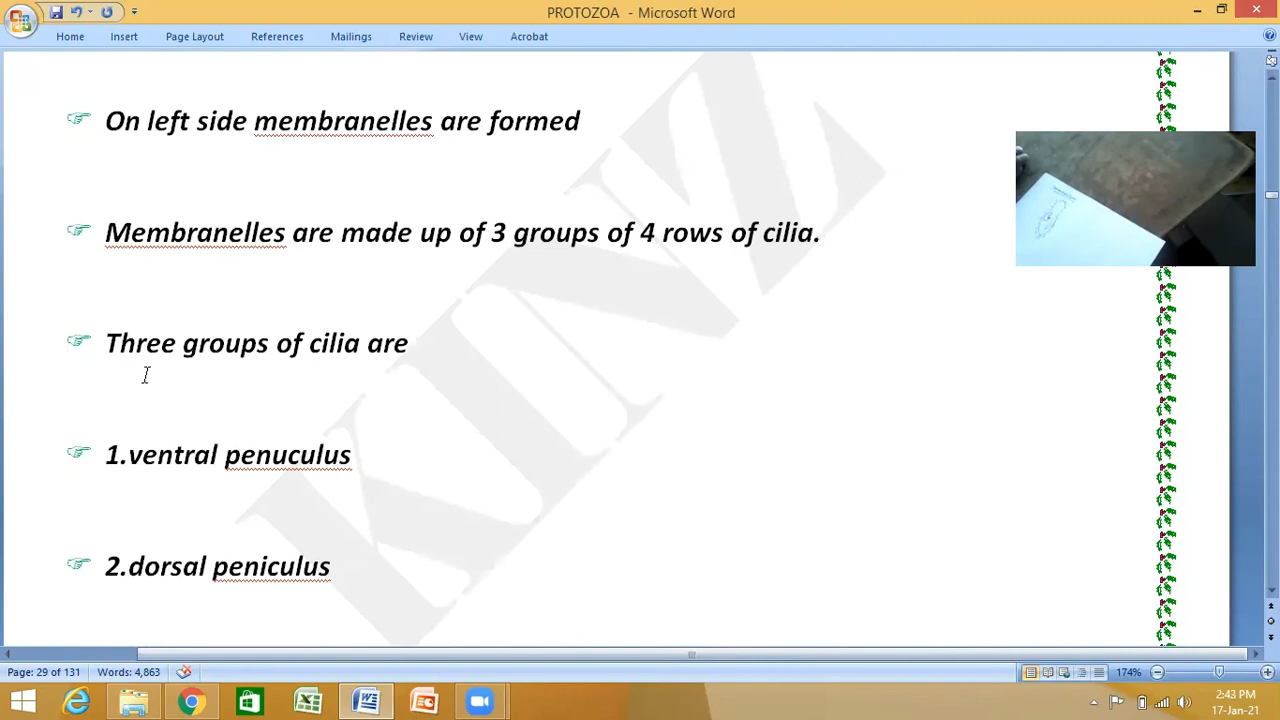 PROTOZOA - Microsoft Word
Home Insert Page Layout References Mailings Review View Acrobat
On left side membranelles are formed
Membranelles are made up of 3 groups of 4 rows of cilia.
Three groups of cilia are
1.ventral penuculus
2.dorsal peniculus
KINZ
Page: 29 of 131 Words: 4,863 174%
2:43 PM
17-Jan-21